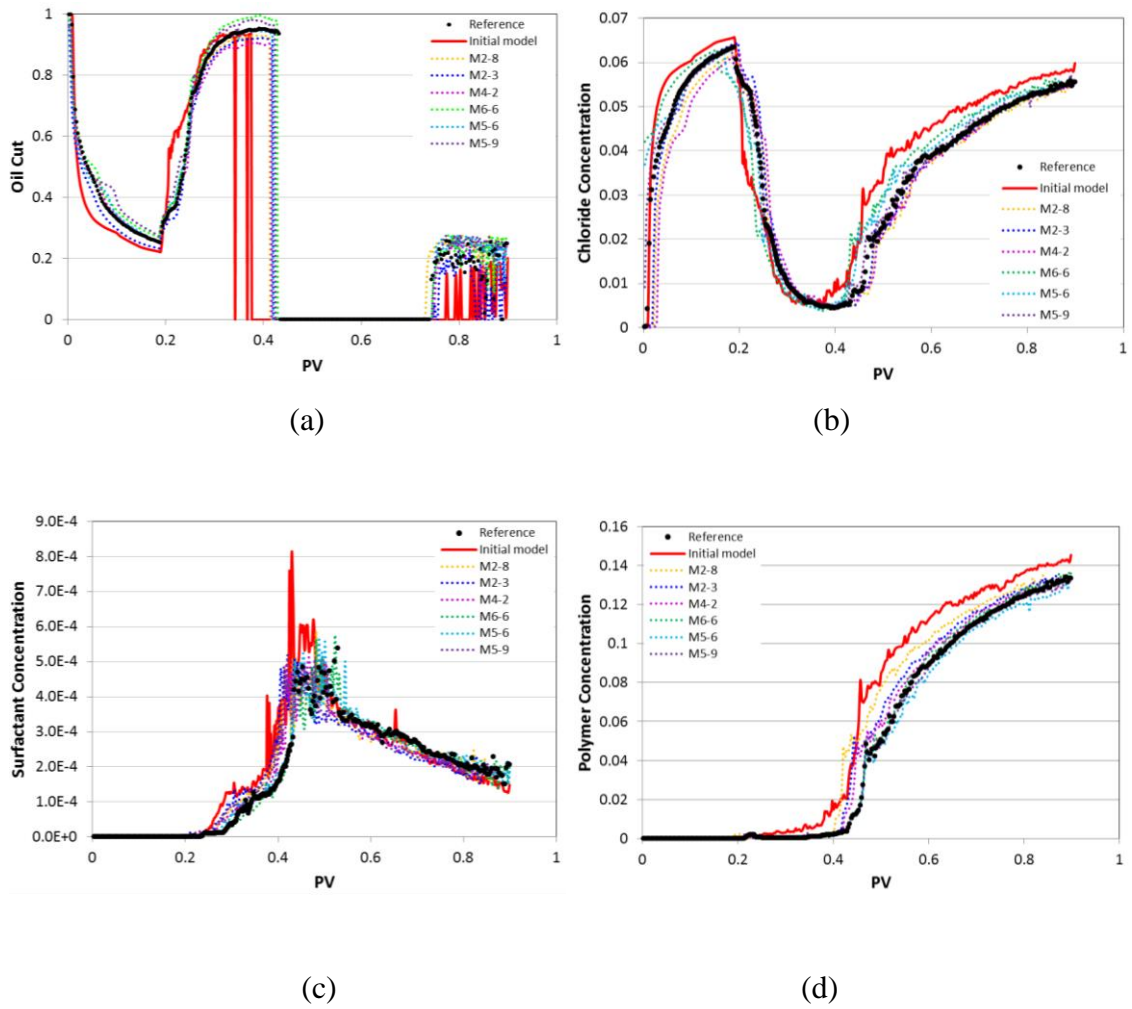 Oil Cut
1
0.8
0.6
0.4
0.2
0
0 0.2 0.4 0.6 0.8 1
PV
Reference
Initial model
M2-8
M2-3
M4-2
M6-6
M5-6
M5-9
(a)
Chloride Concentration
0.07
0.06
0.05
0.04
0.03
0.02
0.01
0
0 0.2 0.4 0.6 0.8 1
PV
Reference
Initial model
M2-8
M2-3
M4-2
M6-6
M5-6
M5-9
(b)
Surfactant Concentration
9.0E-4
8.0E-4
7.0E-4
6.0E-4
5.0E-4
4.0E-4
3.0E-4
2.0E-4
1.0E-4
0.0E+0
0 0.2 0.4 0.6 0.8 1
PV
Reference
Initial model
M2-8
M2-3
M4-2
M6-6
M5-6
M5-9
(c)
Polymer Concentration
0.16
0.14
0.12
0.1
0.08
0.06
0.04
0.02
0
0 0.2 0.4 0.6 0.8 1
PV
Reference
Initial model
M2-8
M2-3
M4-2
M6-6
M5-6
M5-9
(d)